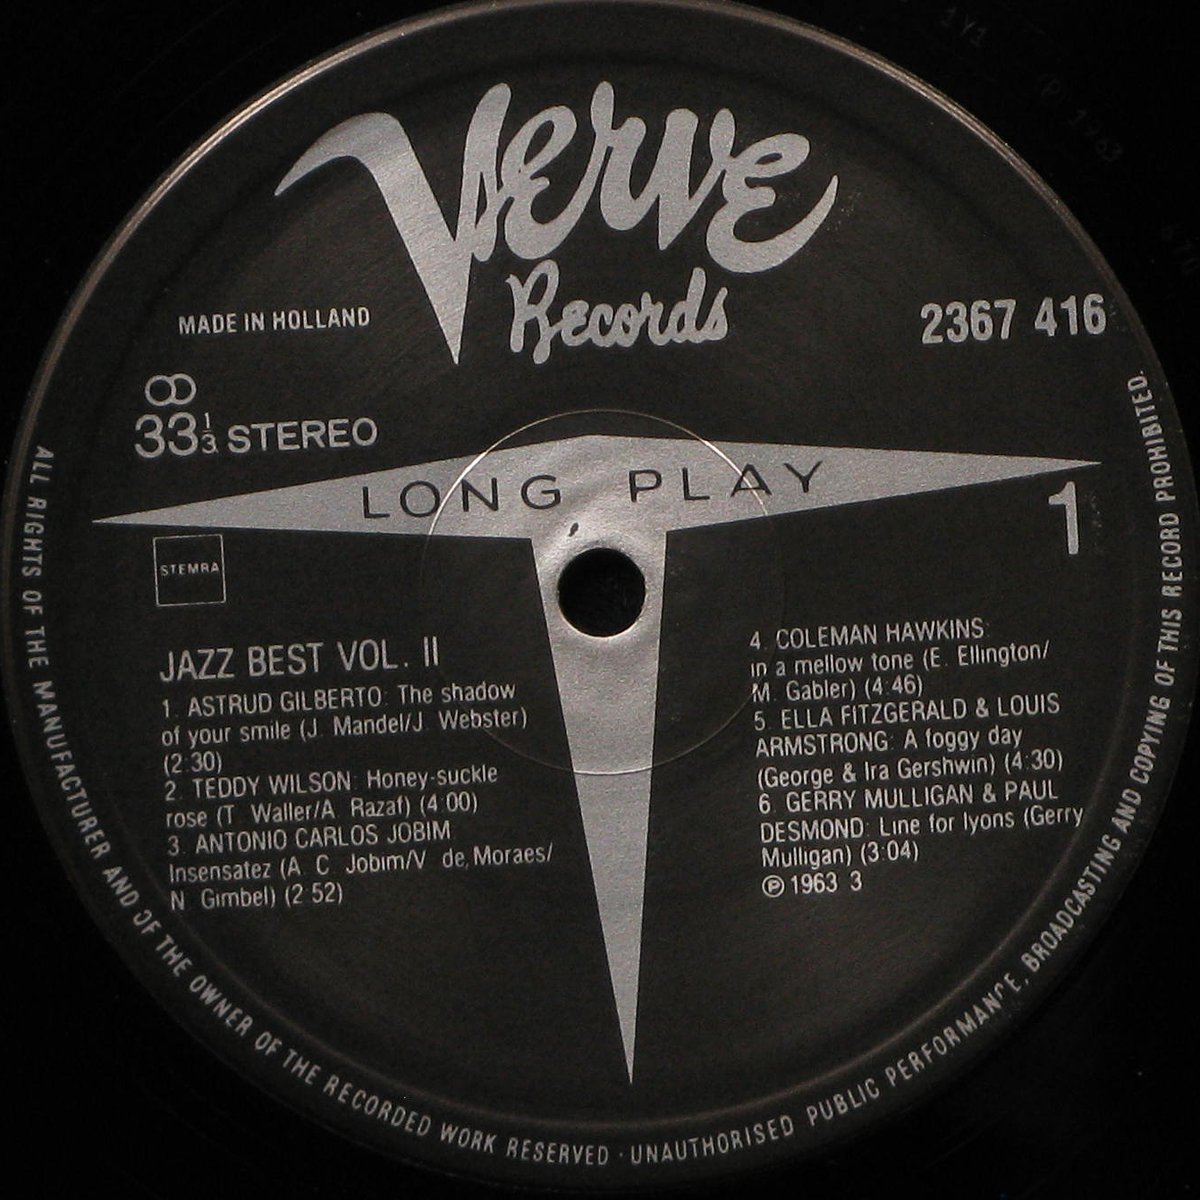 Verve
Records
MADE IN HOLLAND
2367 416
33 1/3 STEREO
LONG PLAY
1
STEMRA
JAZZ BEST VOL. II
1. ASTRUD GILBERTO: The shadow
of your smile (J. Mandel/J. Webster)
(2:30)
2. TEDDY WILSON: Honey-suckle
rose (T. Waller/A. Razaf) (4:00)
3. ANTONIO CARLOS JOBIM
Insensatez (A. C. Jobim/V. de Moraes/
N. Gimbel) (2:52)
4. COLEMAN HAWKINS:
in a mellow tone (E. Ellington/
M. Gabler) (4:46)
5. ELLA FITZGERALD & LOUIS
ARMSTRONG: A foggy day
(George & Ira Gershwin) (4:30)
6. GERRY MULLIGAN & PAUL
DESMOND: Line for lyons (Gerry
Mulligan) (3:04)
℗ 1963 3
ALL RIGHTS OF THE MANUFACTURER AND OF THE OWNER OF THE RECORDED WORK RESERVED · UNAUTHORISED PUBLIC PERFORMANCE, BROADCASTING AND COPYING OF THIS RECORD PROHIBITED.